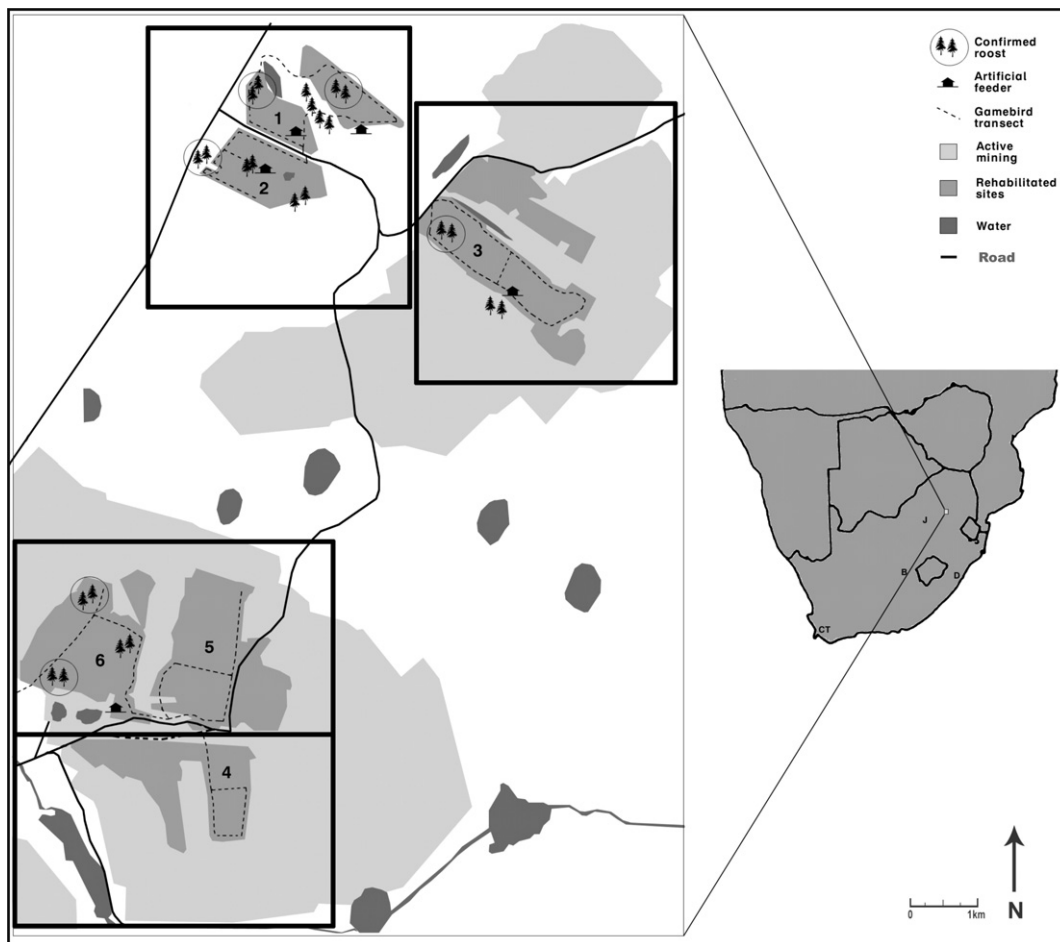 Confirmed
roost
Artificial
feeder
Gamebird
transect
Active
mining
Rehabilitated
sites
Water
Road
1
2
3
6
5
4
J
S
B
D
CT
0 1km
N